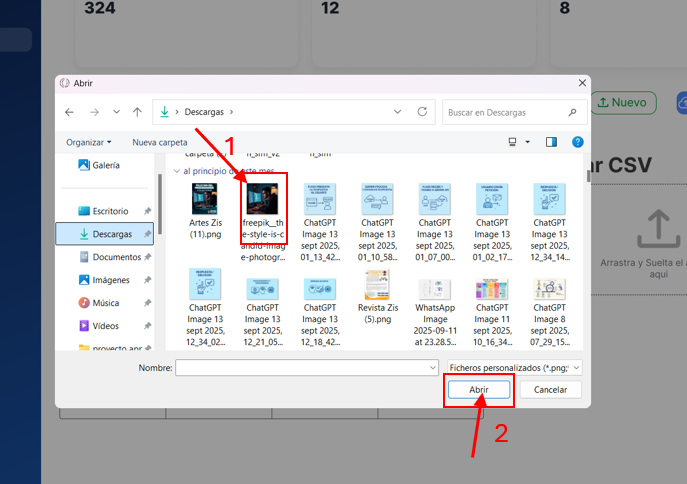 324
12
8
Abrir
Descargas
Buscar en Descargas
Nuevo
Organizar
Nueva carpeta
1
Galería
al principio de este mes
ar CSV
Escritorio
Descargas
Documentos
Imágenes
Música
Vídeos
Artes Zis
(11).png
freepik__the
-style-is-c
andid-imag
e-photogr...
ChatGPT
Image 13
sept 2025,
01_13_42...
ChatGPT
Image 13
sept 2025,
01_10_58...
ChatGPT
Image 13
sept 2025,
01_07_00...
ChatGPT
Image 13
sept 2025,
01_02_17...
ChatGPT
Image 13
sept 2025,
12_34_14...
Arrastra y Suelta el a
aqui
ChatGPT
Image 13
sept 2025,
12_34_02...
ChatGPT
Image 13
sept 2025,
12_21_05...
ChatGPT
Image 13
sept 2025,
12_18_42...
Revista Zis
(5).png
WhatsApp
Image
2025-09-11
at 23.28.5...
ChatGPT
Image 11
sept 2025,
10_16_34...
ChatGPT
Image 8
sept 2025,
07_29_15...
Nombre:
Ficheros personalizados (*.png;*
Abrir
Cancelar
2